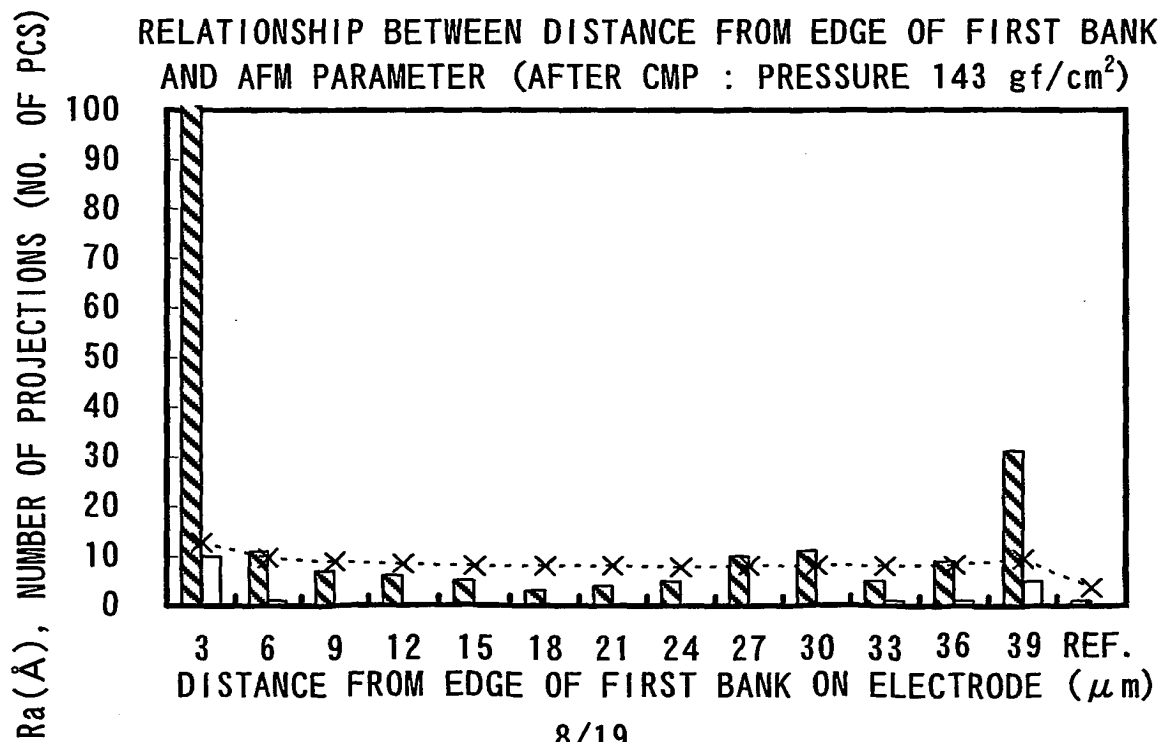 RELATIONSHIP BETWEEN DISTANCE FROM EDGE OF FIRST BANK
AND AFM PARAMETER (AFTER CMP : PRESSURE 143 gf/cm²)
Ra(Å), NUMBER OF PROJECTIONS (NO. OF PCS)
100
90
80
70
60
50
40
30
20
10
0
3 6 9 12 15 18 21 24 27 30 33 36 39 REF.
DISTANCE FROM EDGE OF FIRST BANK ON ELECTRODE (μm)
8/19